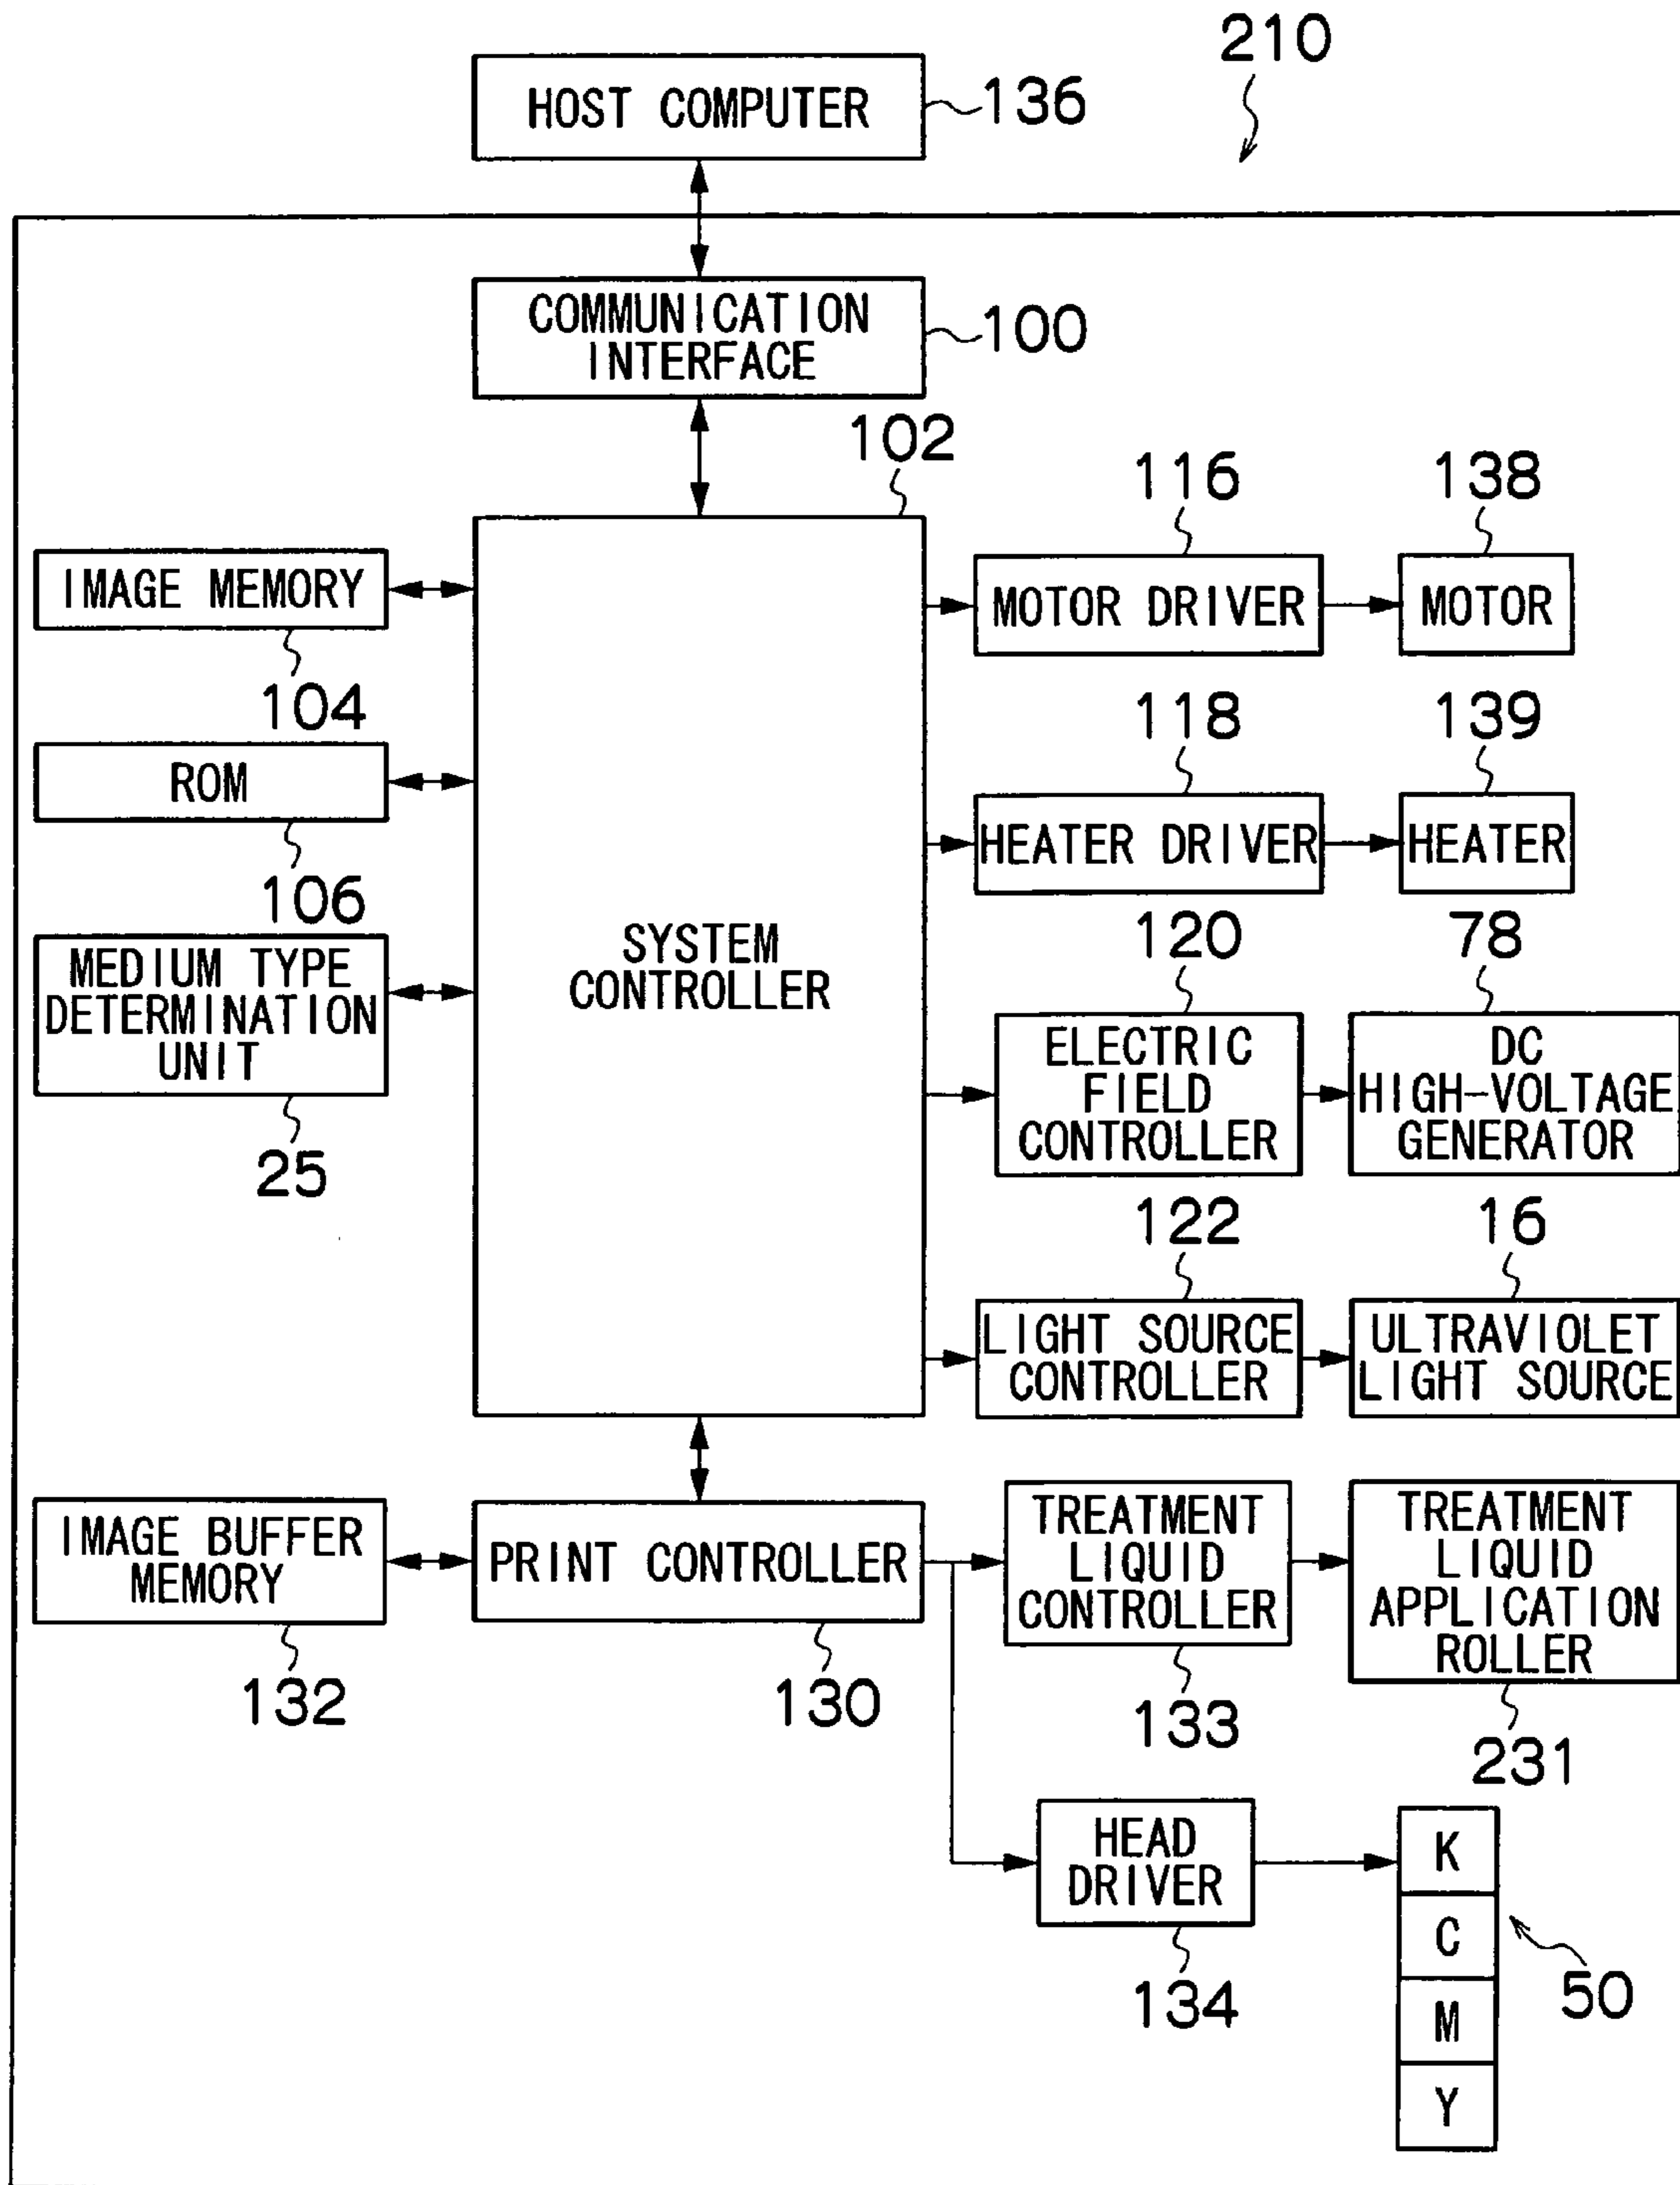 210
HOST COMPUTER
136
COMMUNICATION
INTERFACE
100
102
116
138
IMAGE MEMORY
104
MOTOR DRIVER
MOTOR
118
139
ROM
106
HEATER DRIVER
HEATER
SYSTEM
CONTROLLER
120
78
MEDIUM TYPE
DETERMINATION
UNIT
25
ELECTRIC
FIELD
CONTROLLER
DC
HIGH-VOLTAGE
GENERATOR
122
16
LIGHT SOURCE
CONTROLLER
ULTRAVIOLET
LIGHT SOURCE
IMAGE BUFFER
MEMORY
132
PRINT CONTROLLER
130
TREATMENT
LIQUID
CONTROLLER
133
TREATMENT
LIQUID
APPLICATION
ROLLER
231
HEAD
DRIVER
134
K
C
M
Y
50